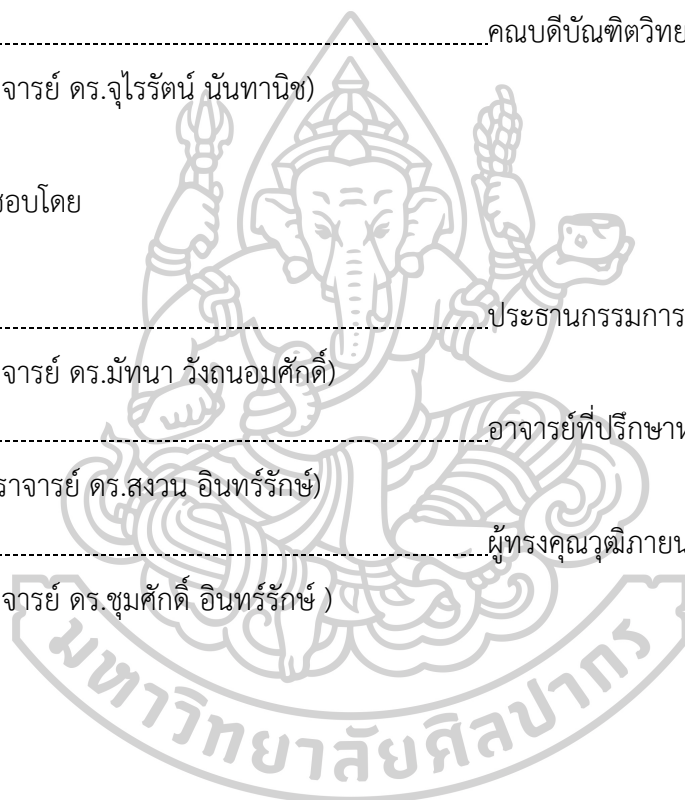 คณบดีบัณฑิตวิทย
จารย์ ดร.จุไรรัตน์ นันทานิช)
ชอบโดย
ประธานกรรมการ
จารย์ ดร.มัทนา วังถนอมศักดิ์)
อาจารย์ที่ปรึกษาห
ราจารย์ ดร.สงวน อินทร์รักษ์)
ผู้ทรงคุณวุฒิภายน
จารย์ ดร.ชุมศักดิ์ อินทร์รักษ์ )
มหาวิทยาลัยศิลปากร